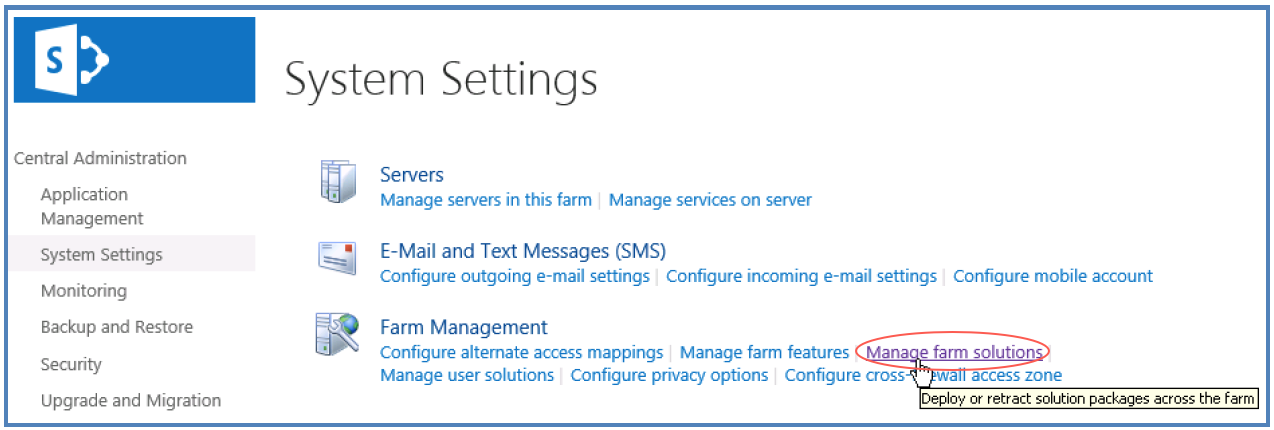 S
System Settings
Central Administration
Application
Management
System Settings
Monitoring
Backup and Restore
Security
Upgrade and Migration
Servers
Manage servers in this farm | Manage services on server
E-Mail and Text Messages (SMS)
Configure outgoing e-mail settings | Configure incoming e-mail settings | Configure mobile account
Farm Management
Configure alternate access mappings | Manage farm features | Manage farm solutions |
Manage user solutions | Configure privacy options | Configure cross-firewall access zone
Deploy or retract solution packages across the farm